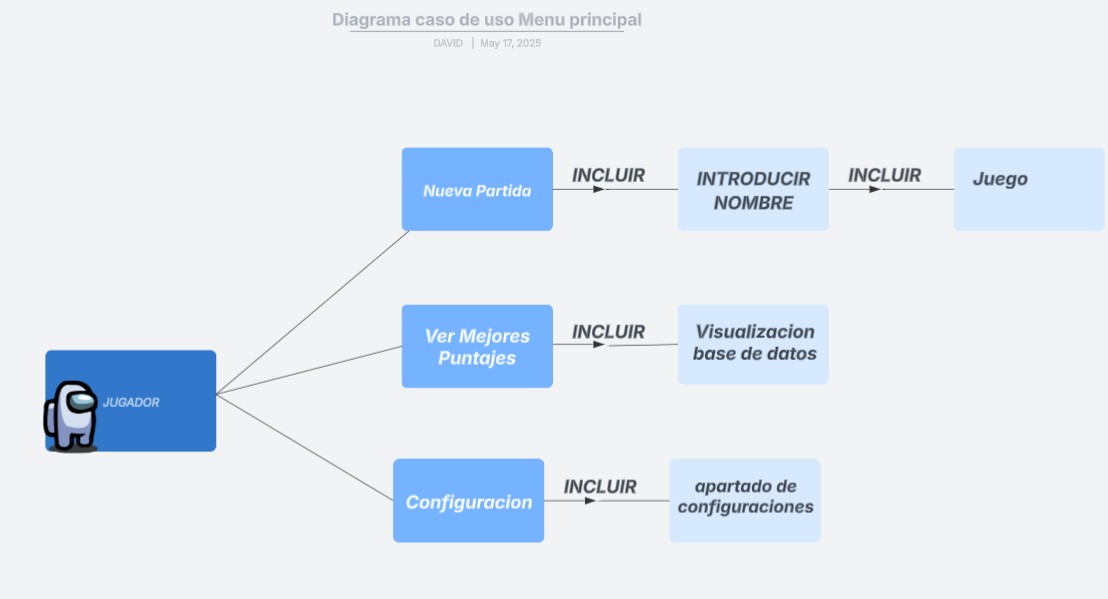 Diagrama caso de uso Menu principal
DAVID | May 17, 2025
Nueva Partida
INCLUIR
INTRODUCIR
NOMBRE
INCLUIR
Juego
Ver Mejores
Puntajes
INCLUIR
Visualizacion
base de datos
JUGADOR
Configuracion
INCLUIR
apartado de
configuraciones